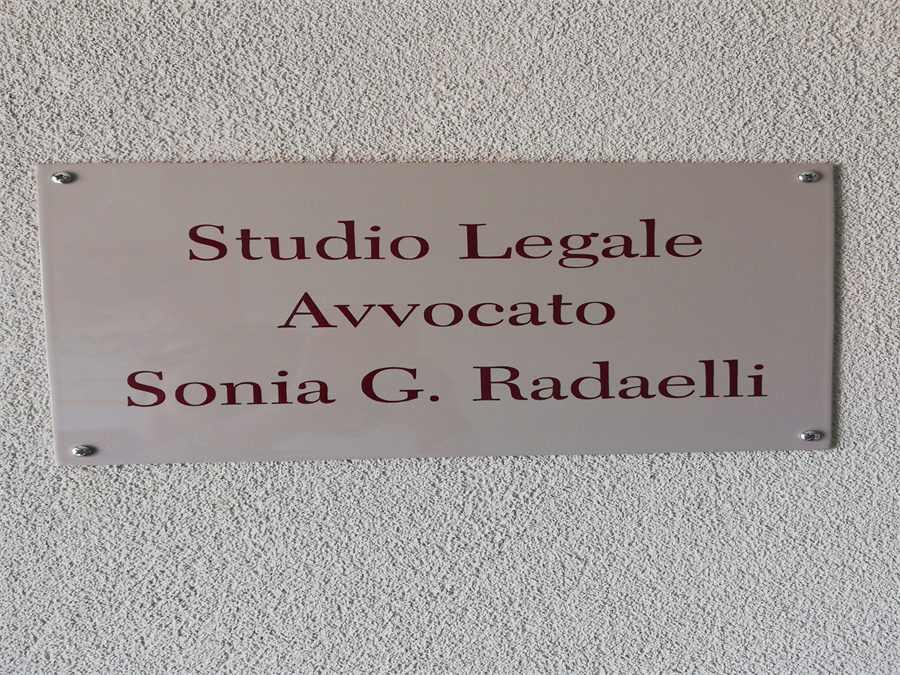 Studio Legale
Avvocato
Sonia G. Radaelli